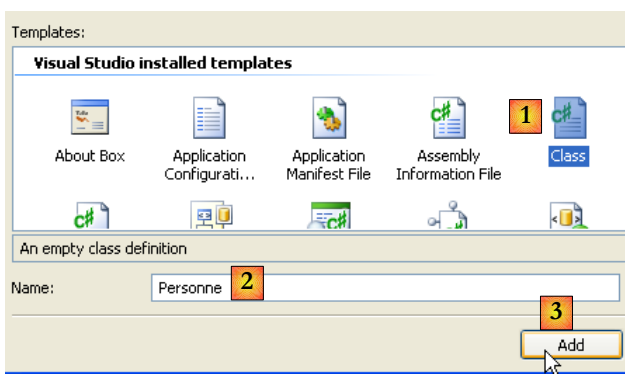 Templates:
Visual Studio installed templates
1
About Box
Application Configurati...
Application Manifest File
Assembly Information File
C#
Class
C#
C#
C#
An empty class definition
Name:
Personne
2
3
Add